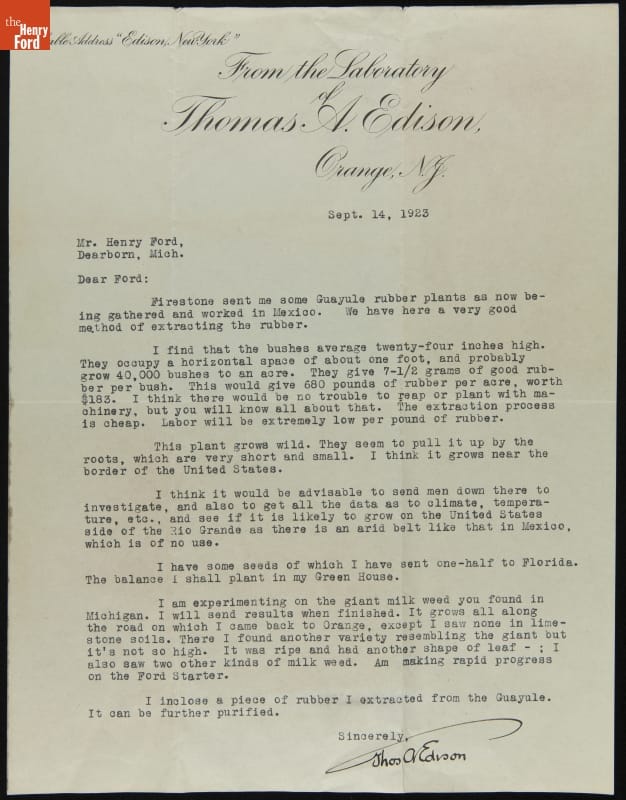 the
Henry
Ford
Cable Address "Edison, New York"
From the Laboratory
of
Thomas A. Edison,
Orange, N.J.
Sept. 14, 1923
Mr. Henry Ford,
Dearborn, Mich.
Dear Ford:
Firestone sent me some Guayule rubber plants as now be-
ing gathered and worked in Mexico. We have here a very good
method of extracting the rubber.
I find that the bushes average twenty-four inches high.
They occupy a horizontal space of about one foot, and probably
grow 40,000 bushes to an acre. They give 7-1/2 grams of good rub-
ber per bush. This would give 680 pounds of rubber per acre, worth
$183. I think there would be no trouble to reap or plant with ma-
chinery, but you will know all about that. The extraction process
is cheap. Labor will be extremely low per pound of rubber.
This plant grows wild. They seem to pull it up by the
roots, which are very short and small. I think it grows near the
border of the United States.
I think it would be advisable to send men down there to
investigate, and also to get all the data as to climate, tempera-
ture, etc., and see if it is likely to grow on the United States
side of the Rio Grande as there is an arid belt like that in Mexico,
which is of no use.
I have some seeds of which I have sent one-half to Florida.
The balance I shall plant in my Green House.
I am experimenting on the giant milk weed you found in
Michigan. I will send results when finished. It grows all along
the road on which I came back to Orange, except I saw none in lime-
stone soils. There I found another variety resembling the giant but
it's not so high. It was ripe and had another shape of leaf - ; I
also saw two other kinds of milk weed. Am making rapid progress
on the Ford Starter.
I inclose a piece of rubber I extracted from the Guayule.
It can be further purified.
Sincerely,
Thos A Edison